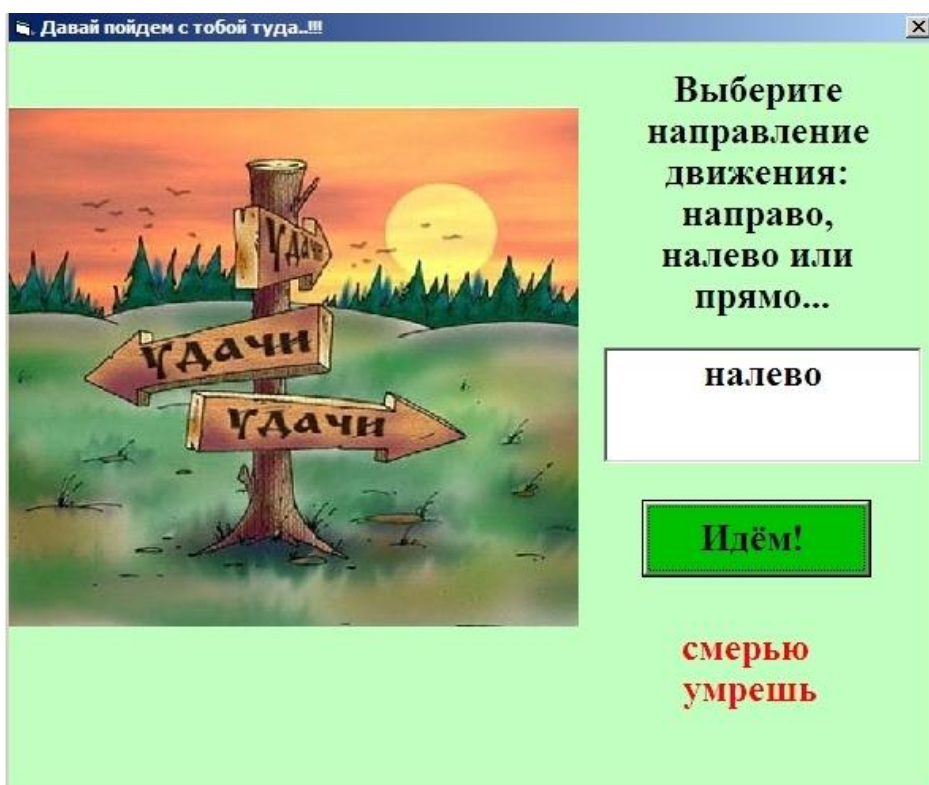 Давай пойдем с тобой туда..!!!
Выберите
направление
движения:
направо,
налево или
прямо...
удачи
удачи
удачи
налево
Идём!
смерью
умрешь